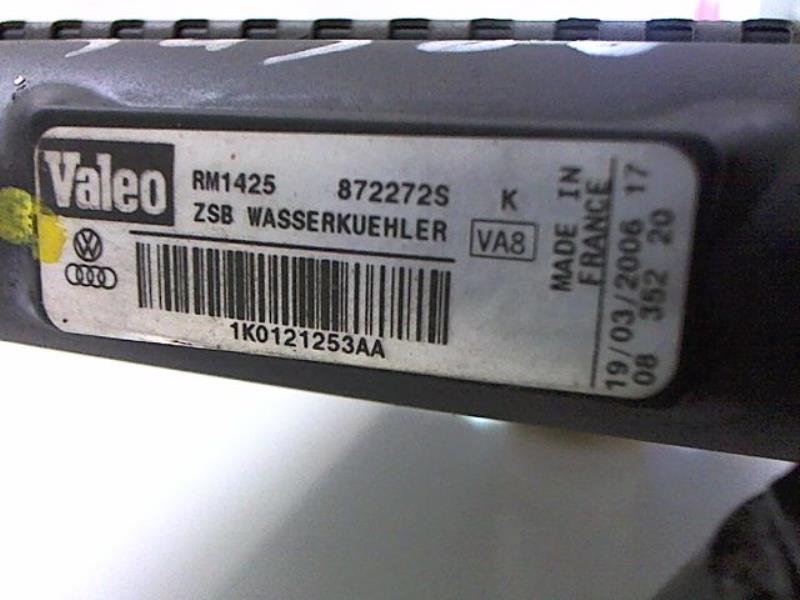 Valeo
RM1425 872272S K
ZSB WASSERKUEHLER VA8
1K0121253AA
MADE IN
FRANCE
19/03/2006 17
08 352 20